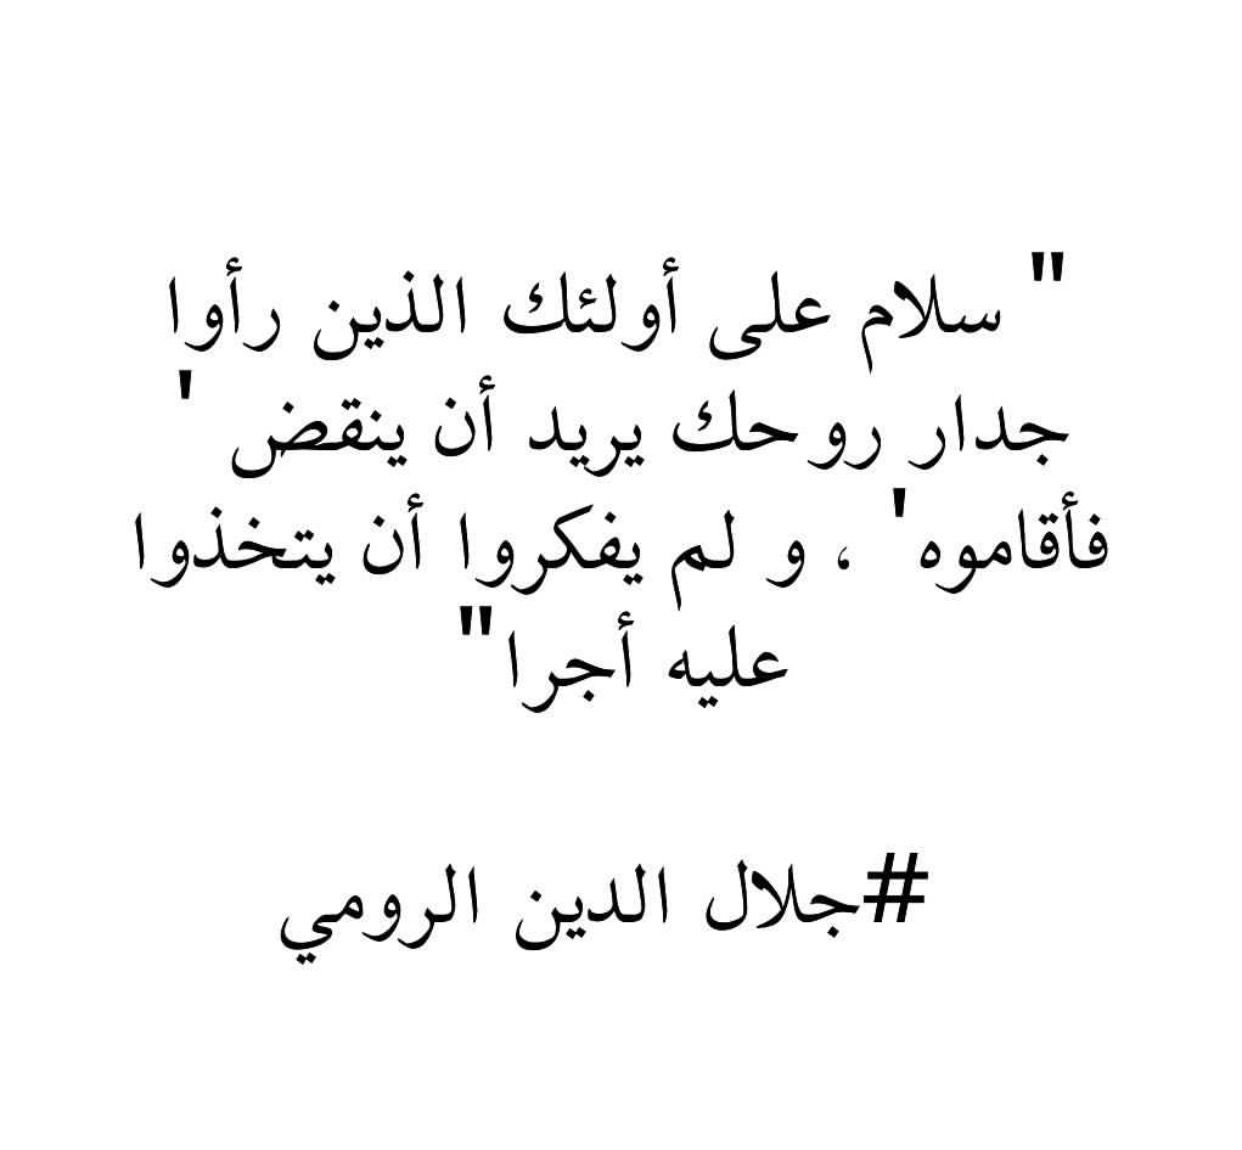 " سلام على أولئك الذين رأوا
جدار روحك يريد أن ينقض '
فأقاموه' ، و لم يفكروا أن يتخذوا
عليه أجرا"
#جلال الدين الرومي